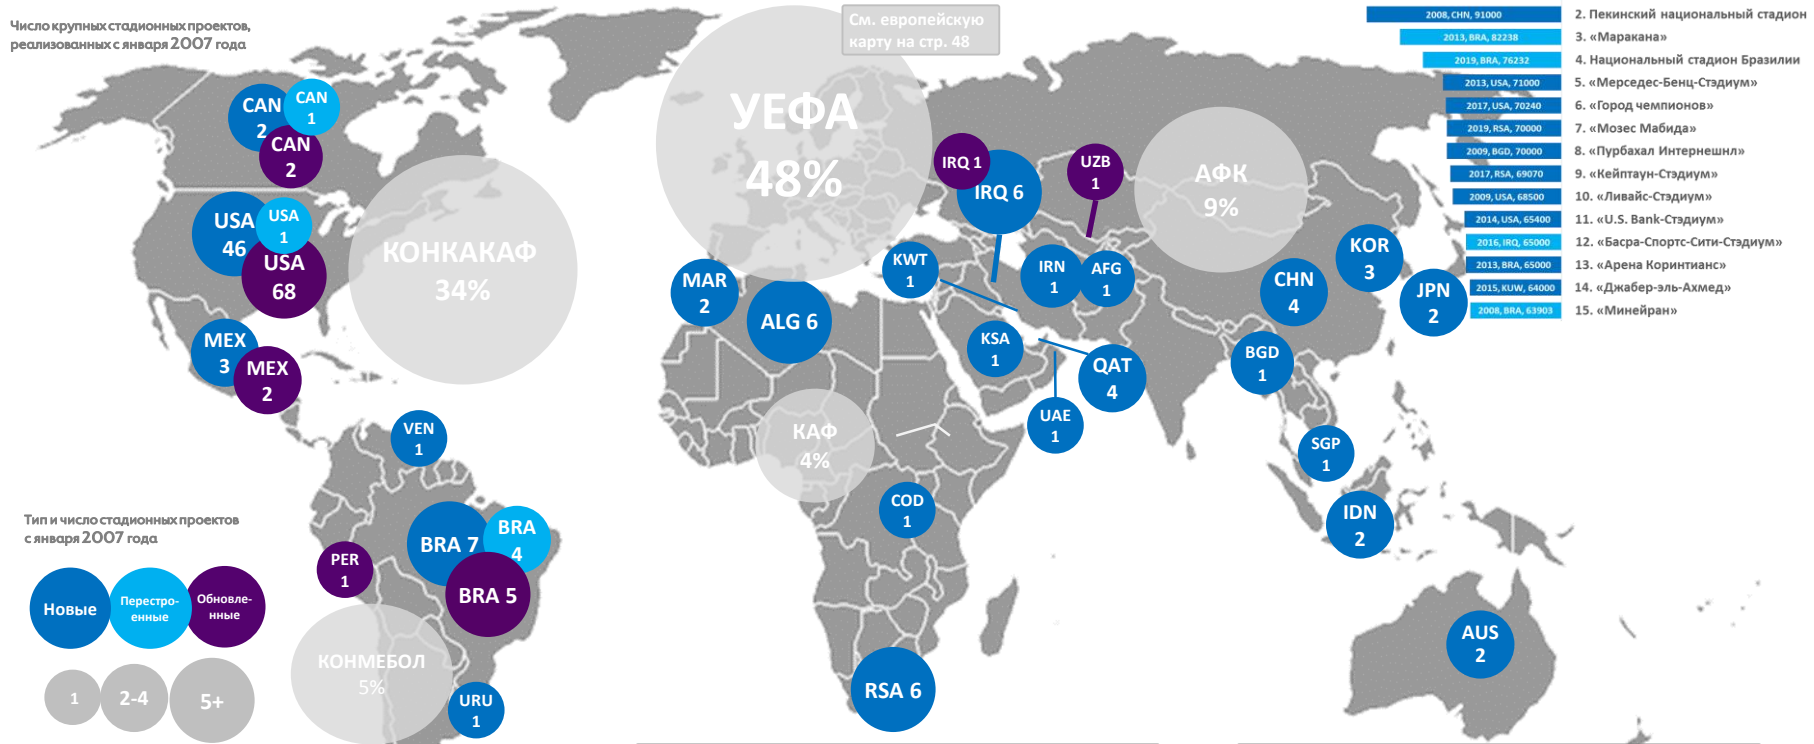 Число крупных стадионных проектов,
реализованных с января 2007 года
См. европейскую
карту на стр. 48
2008, CHN, 91000
2. Пекинский национальный стадион
2013, BRA, 82238
3. «Маракана»
2019, BRA, 76232
4. Национальный стадион Бразилии
2013, USA, 71000
5. «Мерседес-Бенц-Стэдиум»
2017, USA, 70240
6. «Город чемпионов»
2019, RSA, 70000
7. «Мозес Мабида»
2009, BGD, 70000
8. «Пурбахал Интернешнл»
2017, RSA, 69070
9. «Кейптаун-Стэдиум»
2009, USA, 68500
10. «Ливайс-Стэдиум»
2014, USA, 65400
11. «U.S. Bank-Стэдиум»
2016, IRQ, 65000
12. «Басра-Спортс-Сити-Стэдиум»
2013, BRA, 65000
13. «Арена Коринтианс»
2015, KUW, 64000
14. «Джабер-эль-Ахмед»
2008, BRA, 63903
15. «Минейран»
CAN
2
CAN
1
CAN
2
USA
46
USA
1
USA
68
MEX
3
MEX
2
КОНКАКАФ
34%
УЕФА
48%
IRQ 1
IRQ 6
UZB
1
АФК
9%
MAR
2
ALG 6
KWT
1
IRN
1
AFG
1
KSA
1
QAT
4
UAE
1
CHN
4
KOR
3
JPN
2
BGD
1
SGP
1
IDN
2
AUS
2
КАФ
4%
COD
1
RSA 6
VEN
1
BRA 7
BRA
4
BRA 5
PER
1
КОНМЕБОЛ
5%
URU
1
Тип и число стадионных проектов
с января 2007 года
Новые
Перестро-
енные
Обновле-
нные
1
2-4
5+